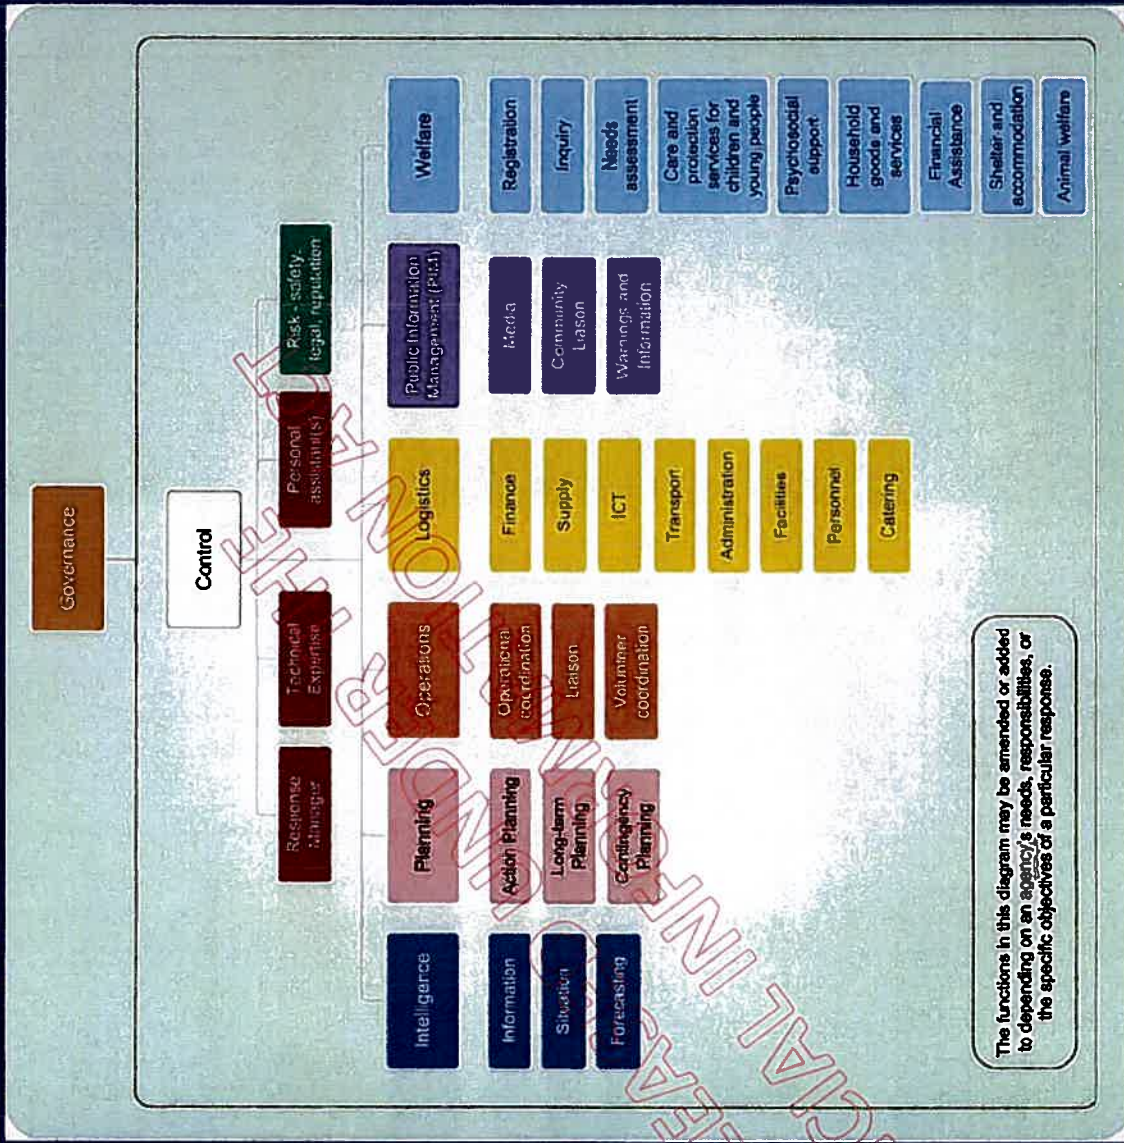 Governance
Control
Response
Manager
Technical
Expertise
Personal
assistant(s)
Risk - safety,
legal, reputation
Intelligence
Information
Situation
Forecasting
Planning
Action Planning
Long-term
Planning
Contingency
Planning
Operations
Operational
coordination
Liaison
Volunteer
coordination
Logistics
Finance
Supply
ICT
Transport
Administration
Facilities
Personnel
Catering
Public Information
Management (PIM)
Media
Community
Liason
Warnings and
Information
Welfare
Registration
Inquiry
Needs
assessment
Care and
protection
services for
children and
young people
Psychosocial
support
Household
goods and
services
Financial
Assistance
Shelter and
accommodation
Animal welfare
The functions in this diagram may be amended or added
to depending on an agency's needs, responsibilities, or
the specific objectives of a particular response.
UNDER THE
INFORMATION ACT